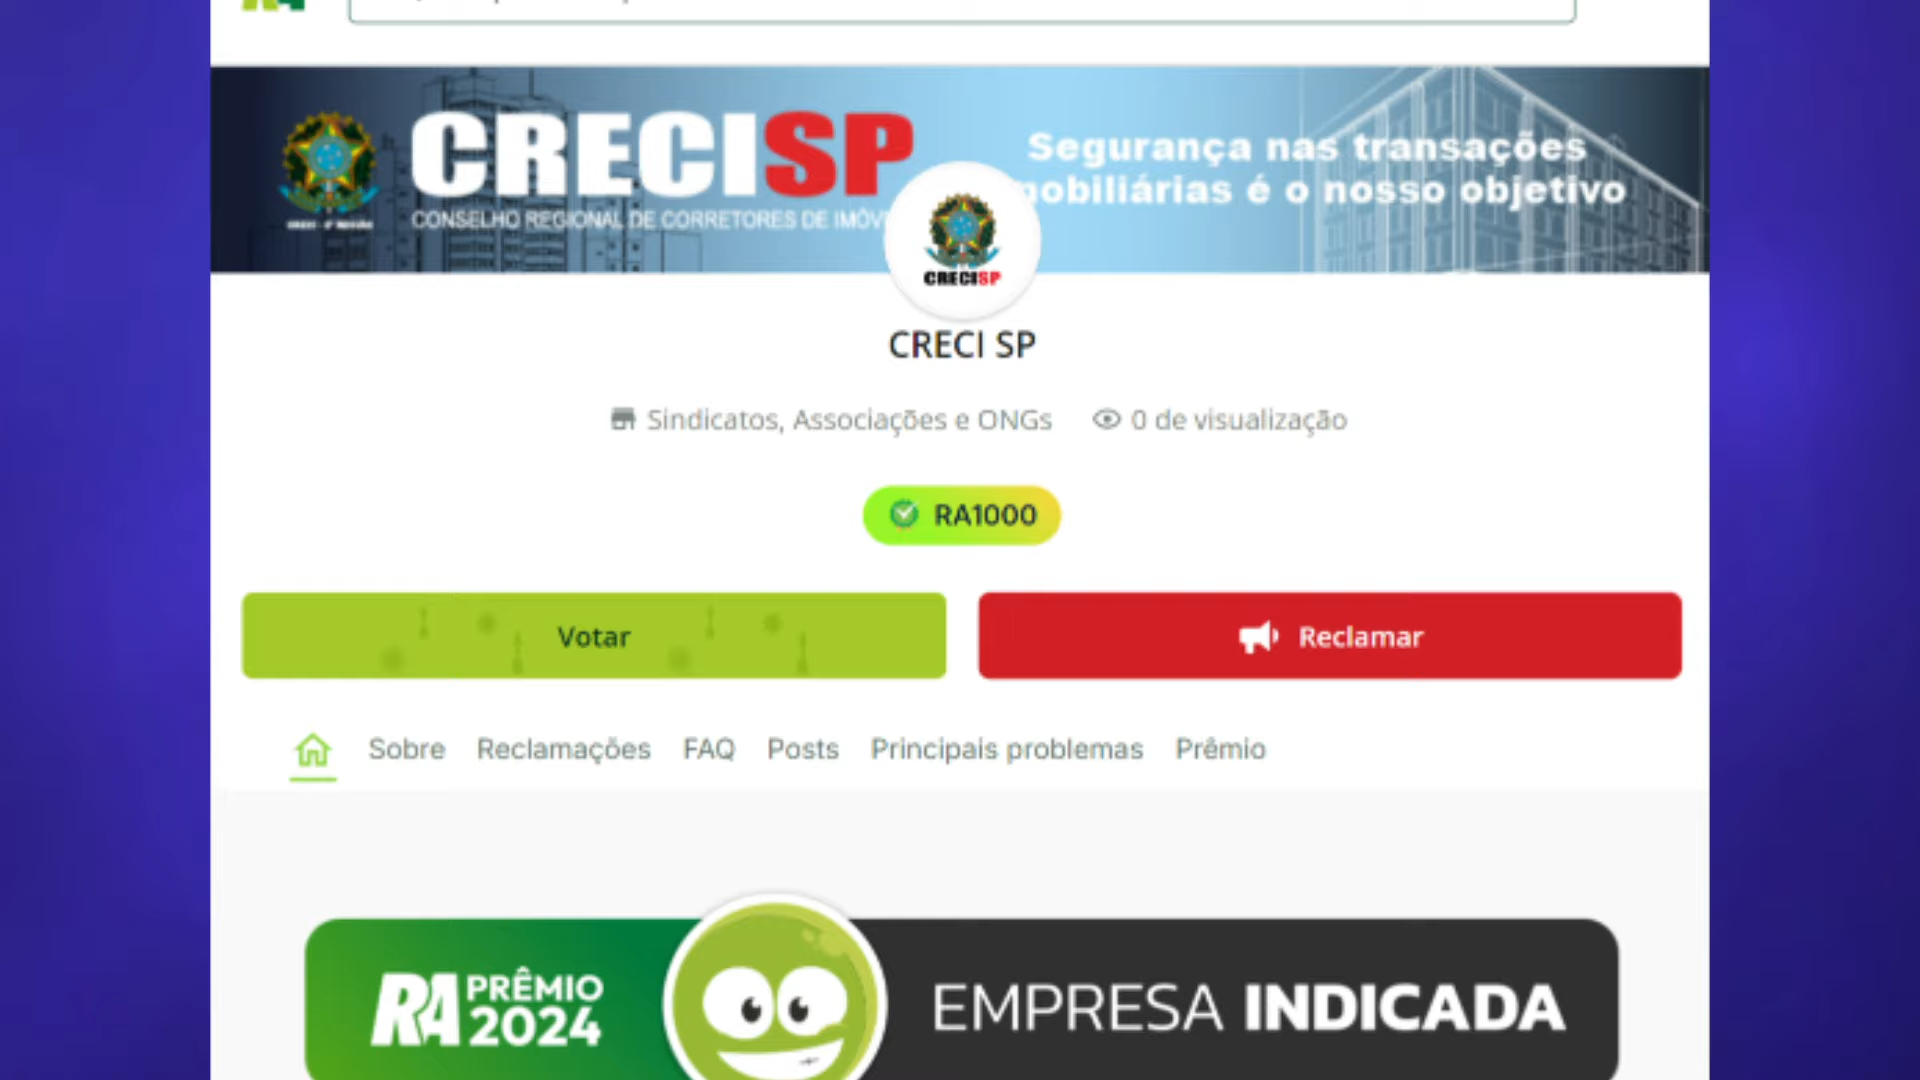 CRECISP
CONSELHO REGIONAL DE CORRETORES DE IMÓV
Segurança nas transações
mobiliárias é o nosso objetivo
CRECISP
CRECI SP
Sindicatos, Associações e ONGs
0 de visualização
RA1000
Votar
Reclamar
Sobre
Reclamações
FAQ
Posts
Principais problemas
Prêmio
RA PRÊMIO
2024
EMPRESA INDICADA